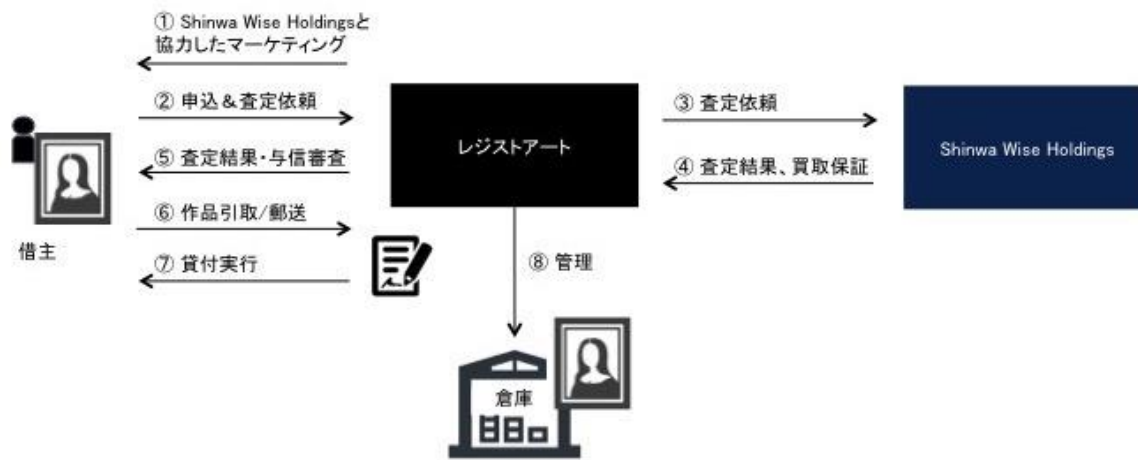 ① Shinwa Wise Holdingsと
協力したマーケティング
② 申込＆査定依頼
③ 査定依頼
レジストアート
Shinwa Wise Holdings
⑤ 査定結果・与信審査
④ 査定結果、買取保証
⑥ 作品引取/郵送
借主
⑦ 貸付実行
⑧ 管理
倉庫